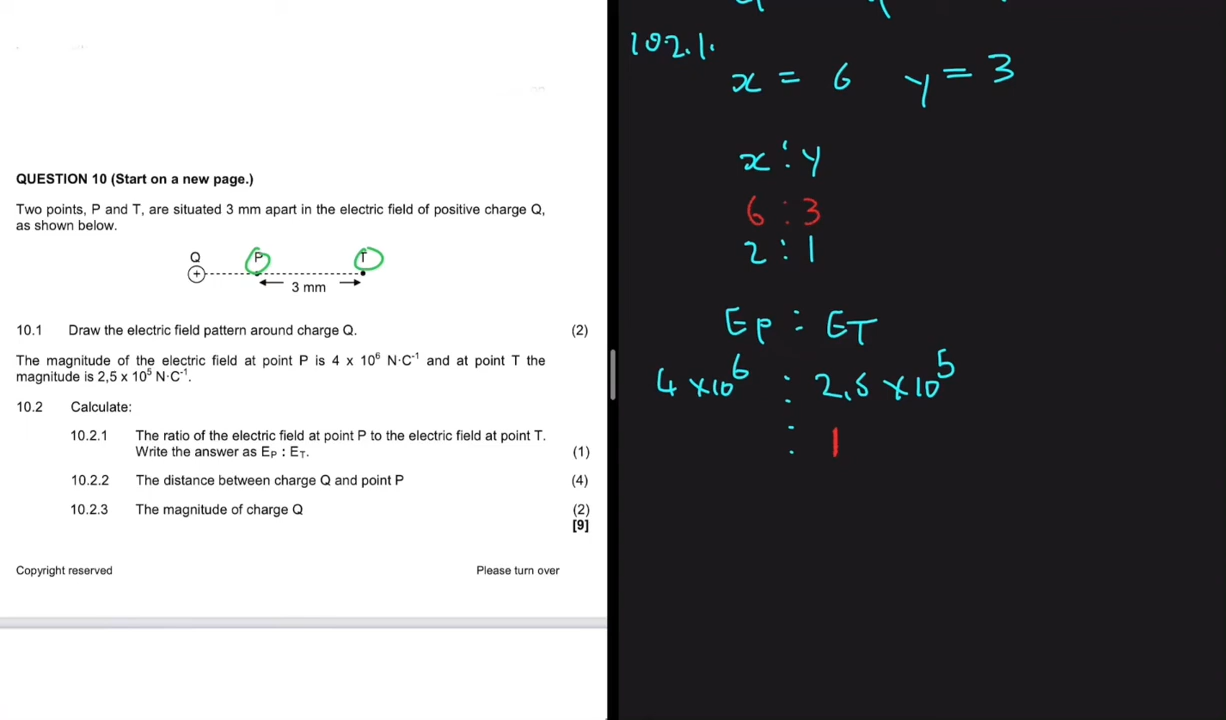 QUESTION 10 (Start on a new page.)
Two points, P and T, are situated 3 mm apart in the electric field of positive charge Q,
as shown below.
Q P T
+
3 mm
10.1 Draw the electric field pattern around charge Q. (2)
The magnitude of the electric field at point P is 4 x 10⁶ N·C⁻¹ and at point T the
magnitude is 2,5 x 10⁵ N·C⁻¹.
10.2 Calculate:
10.2.1 The ratio of the electric field at point P to the electric field at point T.
Write the answer as EP : ET. (1)
10.2.2 The distance between charge Q and point P (4)
10.2.3 The magnitude of charge Q (2)
[9]
Copyright reserved Please turn over
10.2.1.
x = 6 y = 3
x : y
6 : 3
2 : 1
EP : ET
4 x10⁶ : 2,5 x10⁵
: 1